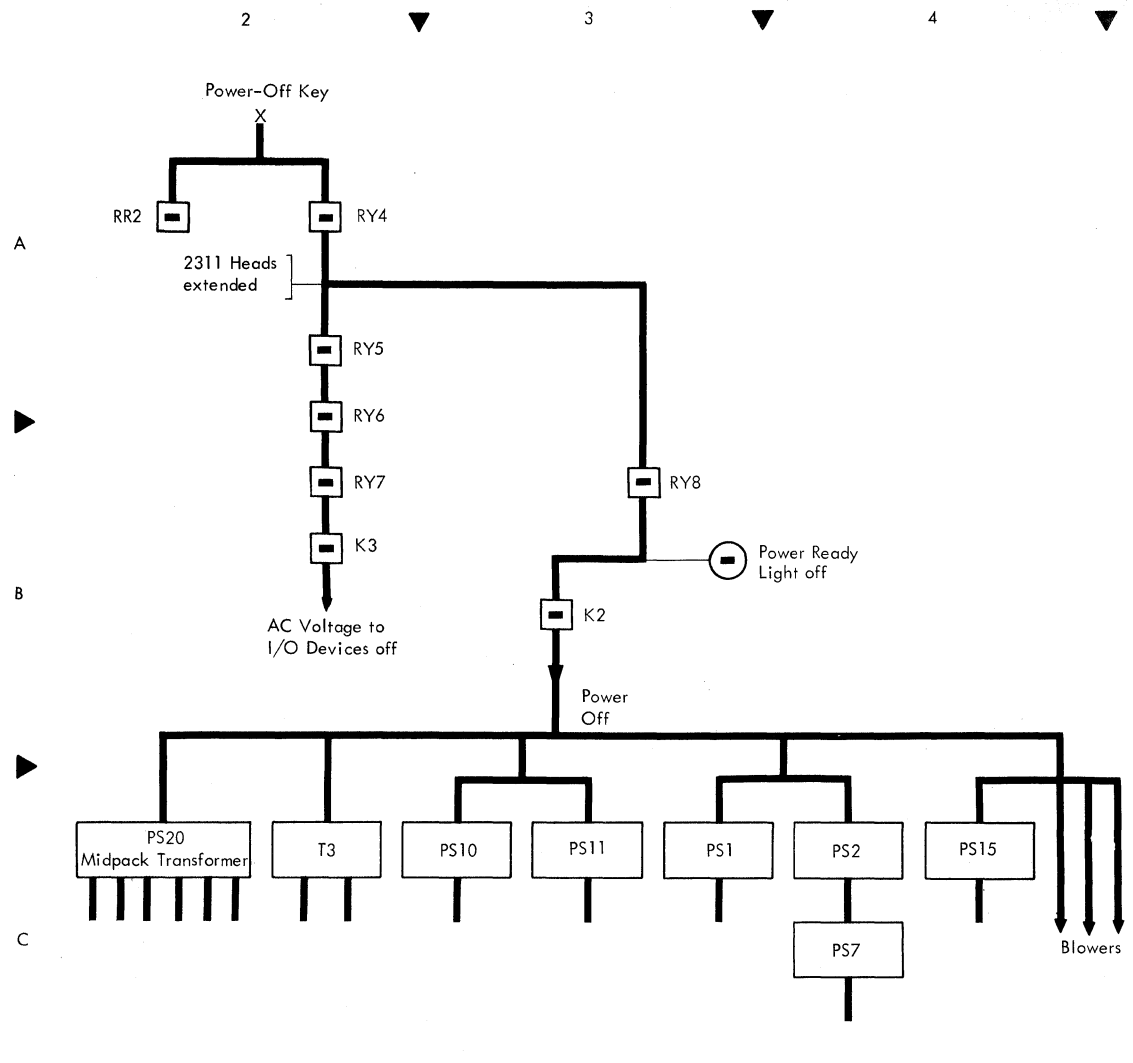 2
3
4
Power-Off Key
X
RR2
RY4
A
2311 Heads
extended
RY5
RY6
RY7
RY8
K3
Power Ready
Light off
B
K2
AC Voltage to
I/O Devices off
Power
Off
PS20
Midpack Transformer
T3
PS10
PS11
PS1
PS2
PS15
C
PS7
Blowers